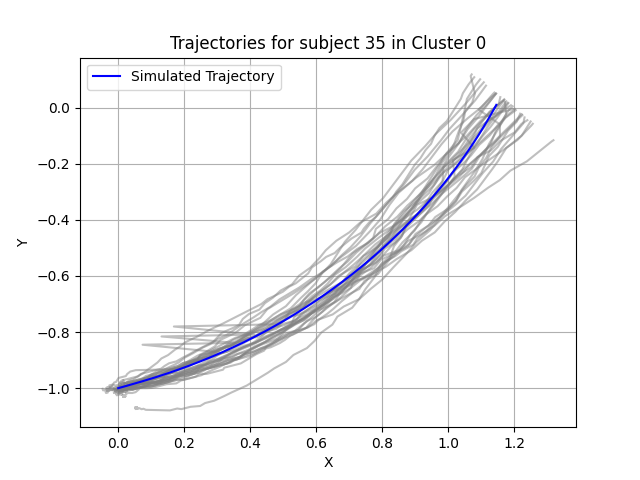 Trajectories for subject 35 in Cluster 0
Simulated Trajectory
0.0
−0.2
−0.4
−0.6
−0.8
−1.0
Y
0.0 0.2 0.4 0.6 0.8 1.0 1.2
X